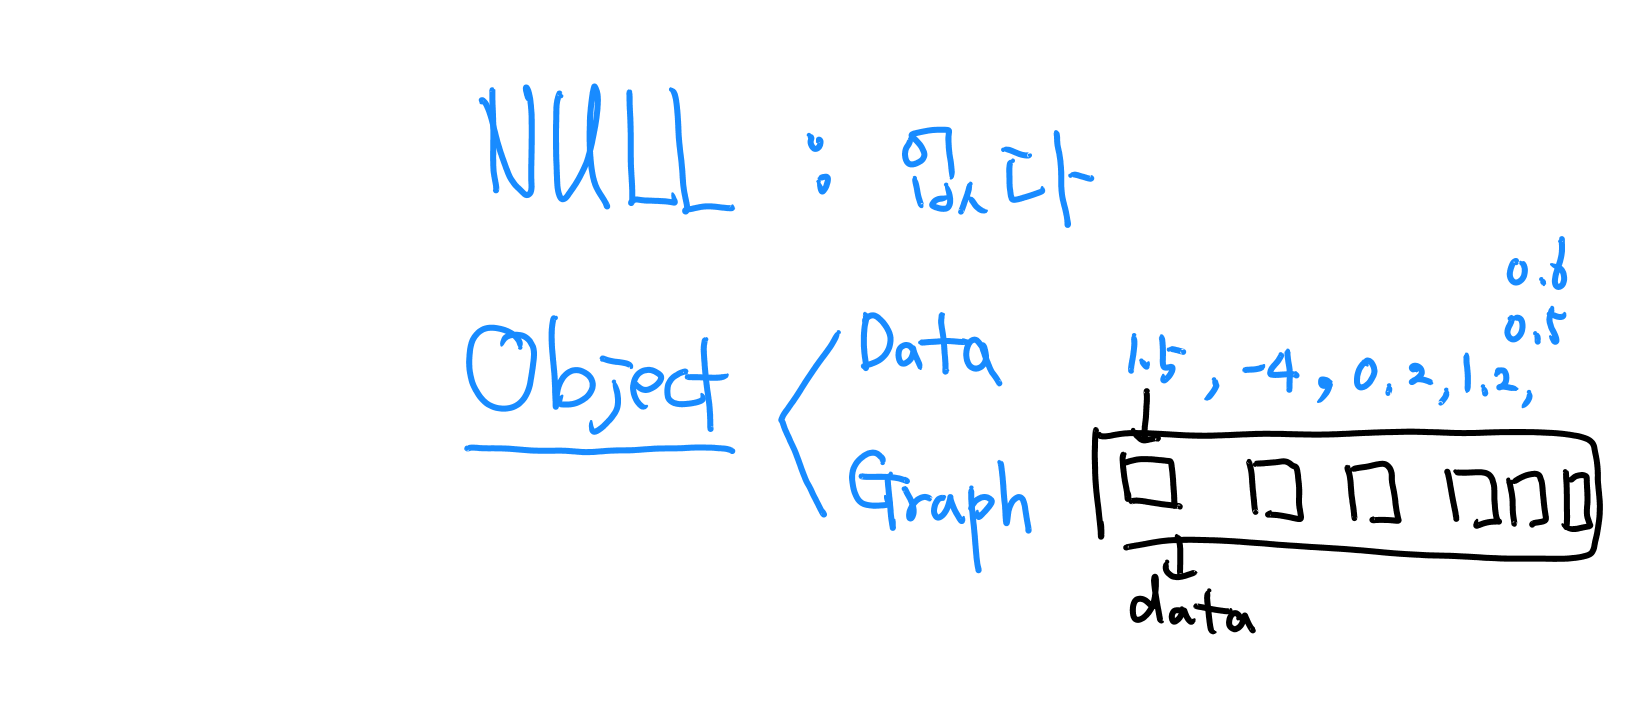 NULL : 없다
0.8
0.5
Object
Data
1.5, -4, 0.2, 1.2,
Graph
data